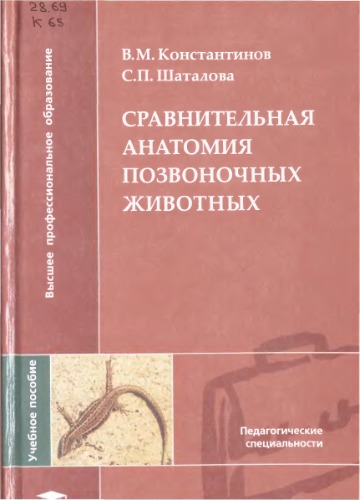 28.69
К 65
В.М. Константинов
С.П. Шаталова
СРАВНИТЕЛЬНАЯ
АНАТОМИЯ
ПОЗВОНОЧНЫХ
ЖИВОТНЫХ
Высшее профессиональное образование
Учебное пособие
Педагогические
специальности